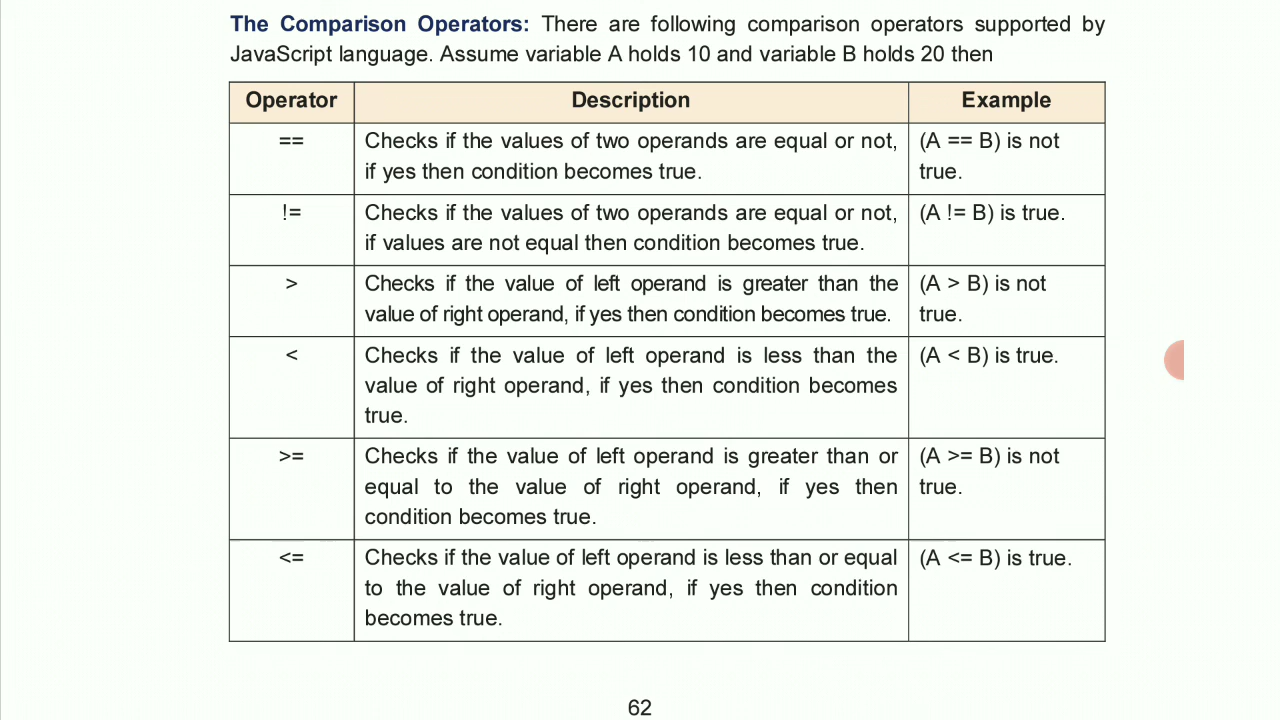 The Comparison Operators: There are following comparison operators supported by
JavaScript language. Assume variable A holds 10 and variable B holds 20 then
Operator Description Example
== Checks if the values of two operands are equal or not, (A == B) is not
if yes then condition becomes true. true.
!= Checks if the values of two operands are equal or not, (A != B) is true.
if values are not equal then condition becomes true.
> Checks if the value of left operand is greater than the (A > B) is not
value of right operand, if yes then condition becomes true. true.
< Checks if the value of left operand is less than the (A < B) is true.
value of right operand, if yes then condition becomes
true.
>= Checks if the value of left operand is greater than or (A >= B) is not
equal to the value of right operand, if yes then true.
condition becomes true.
<= Checks if the value of left operand is less than or equal (A <= B) is true.
to the value of right operand, if yes then condition
becomes true.
62